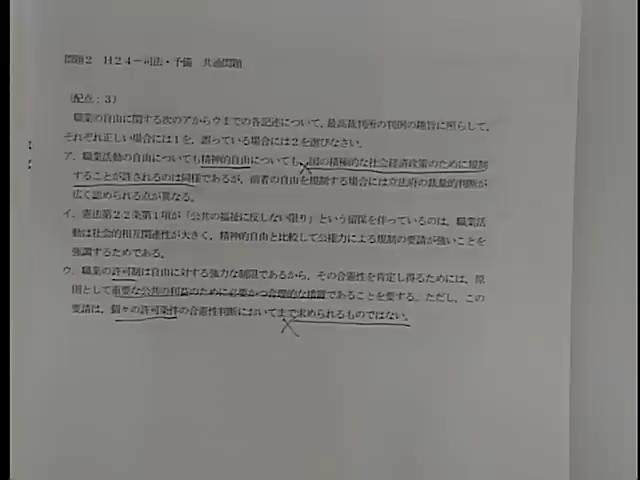 問題２　Ｈ２４－司法・予備　共通問題
（配点：３）
職業の自由に関する次のアからウまでの各記述について、最高裁判所の判例の趣旨に照らして、
それぞれ正しい場合には１を、誤っている場合には２を選びなさい。
ア．職業活動の自由についても精神的自由についても、国の積極的な社会経済政策のために規制
することが許されるのは同様であるが、前者の自由を規制する場合には立法府の裁量的判断が
広く認められる点が異なる。
イ．憲法第２２条第１項が「公共の福祉に反しない限り」という留保を伴っているのは、職業活
動は社会的相互関連性が大きく、精神的自由と比較して公権力による規制の要請が強いことを
強調するためである。
ウ．職業の許可制は自由に対する強力な制限であるから、その合憲性を肯定し得るためには、原
則として重要な公共の利益のために必要かつ合理的な措置であることを要する。ただし、この
要請は、個々の許可条件の合憲性判断においてまで求められるものではない。